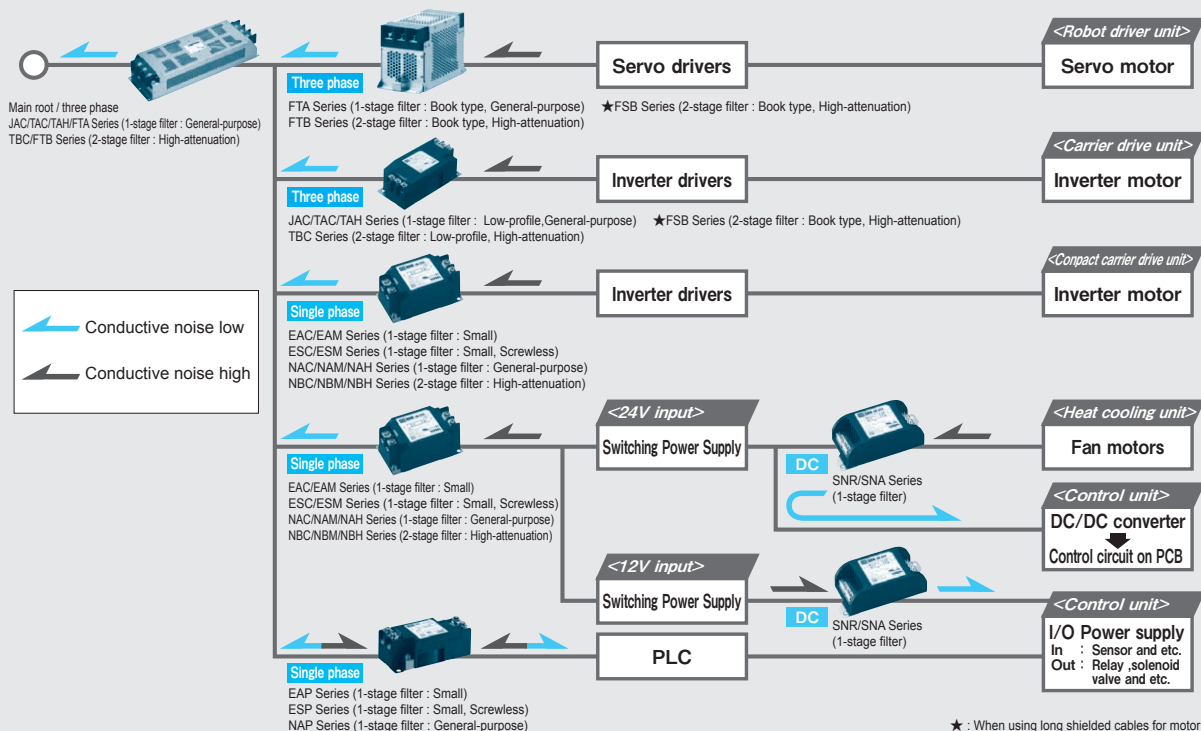 <Robot driver unit>
Servo drivers
Servo motor
Three phase
Main root / three phase
JAC/TAC/TAH/FTA Series (1-stage filter : General-purpose)
TBC/FTB Series (2-stage filter : High-attenuation)
FTA Series (1-stage filter : Book type, General-purpose)
★FSB Series (2-stage filter : Book type, High-attenuation)
FTB Series (2-stage filter : Book type, High-attenuation)
<Carrier drive unit>
Inverter drivers
Inverter motor
Three phase
JAC/TAC/TAH Series (1-stage filter : Low-profile,General-purpose)
★FSB Series (2-stage filter : Book type, High-attenuation)
TBC Series (2-stage filter : Low-profile, High-attenuation)
<Conpact carrier drive unit>
Inverter drivers
Inverter motor
Single phase
EAC/EAM Series (1-stage filter : Small)
ESC/ESM Series (1-stage filter : Small, Screwless)
NAC/NAM/NAH Series (1-stage filter : General-purpose)
NBC/NBM/NBH Series (2-stage filter : High-attenuation)
Conductive noise low
Conductive noise high
<24V input>
Switching Power Supply
<Heat cooling unit>
Fan motors
Single phase
DC
SNR/SNA Series
(1-stage filter)
EAC/EAM Series (1-stage filter : Small)
ESC/ESM Series (1-stage filter : Small, Screwless)
NAC/NAM/NAH Series (1-stage filter : General-purpose)
NBC/NBM/NBH Series (2-stage filter : High-attenuation)
<Control unit>
DC/DC converter
Control circuit on PCB
<12V input>
Switching Power Supply
DC
SNR/SNA Series
(1-stage filter)
<Control unit>
I/O Power supply
In : Sensor and etc.
Out : Relay ,solenoid
valve and etc.
PLC
Single phase
EAP Series (1-stage filter : Small)
ESP Series (1-stage filter : Small, Screwless)
NAP Series (1-stage filter : General-purpose)
★ : When using long shielded cables for motor